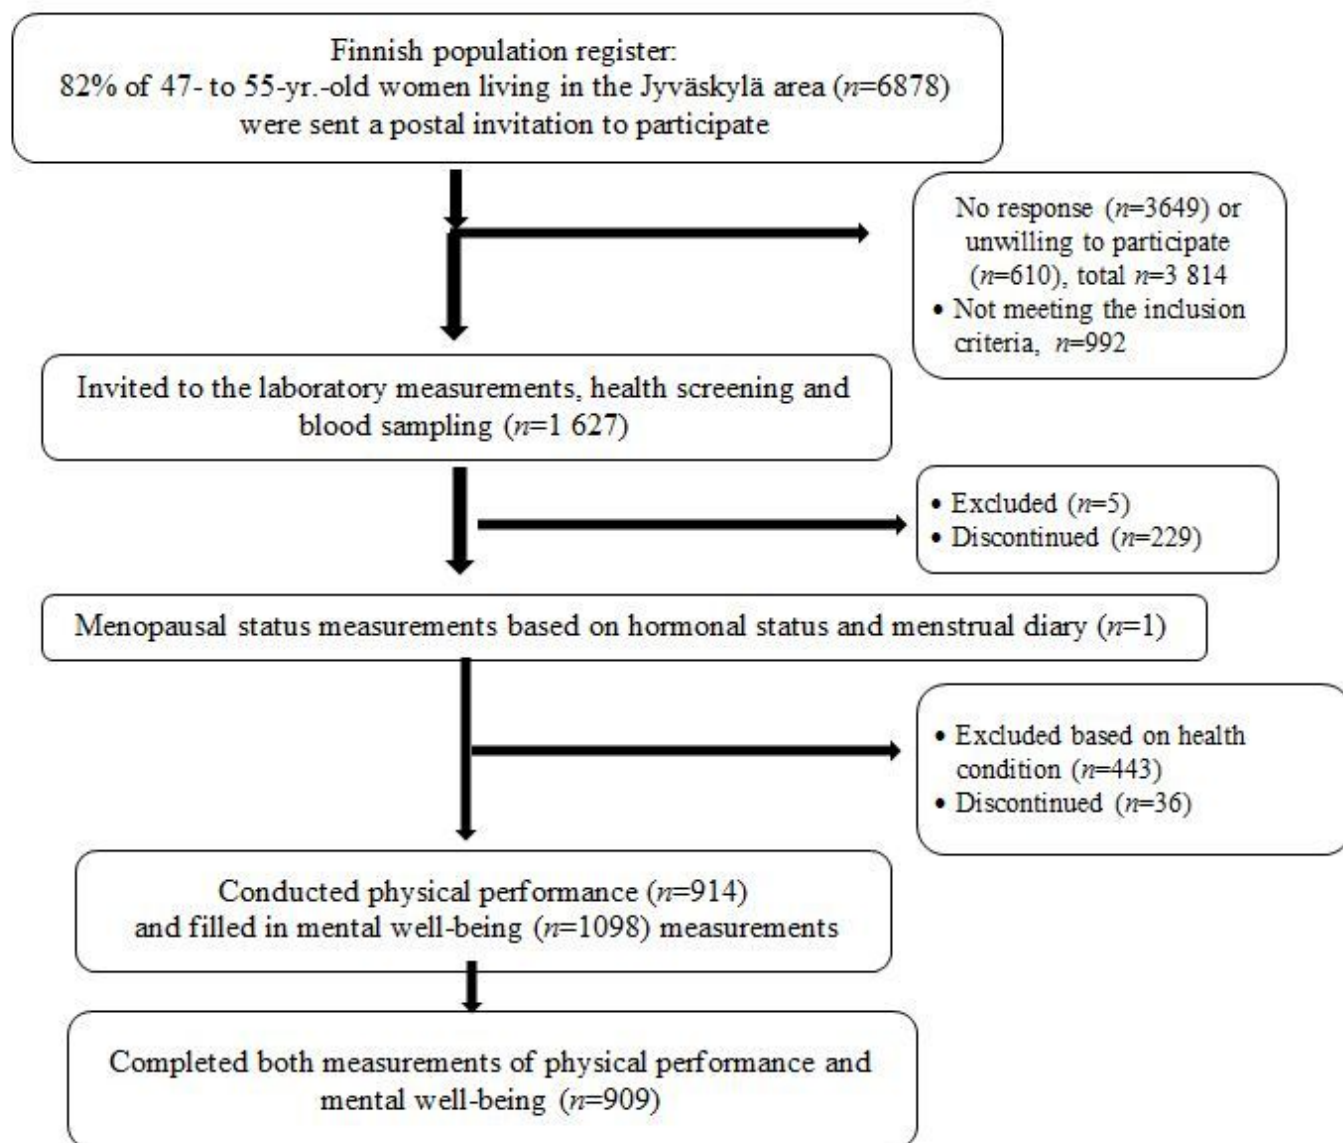 Finnish population register:
82% of 47- to 55-yr.-old women living in the Jyväskylä area (n=6878)
were sent a postal invitation to participate
No response (n=3649) or
unwilling to participate
(n=610), total n=3 814
• Not meeting the inclusion
criteria, n=992
Invited to the laboratory measurements, health screening and
blood sampling (n=1 627)
• Excluded (n=5)
• Discontinued (n=229)
Menopausal status measurements based on hormonal status and menstrual diary (n=1)
• Excluded based on health
condition (n=443)
• Discontinued (n=36)
Conducted physical performance (n=914)
and filled in mental well-being (n=1098) measurements
Completed both measurements of physical performance and
mental well-being (n=909)